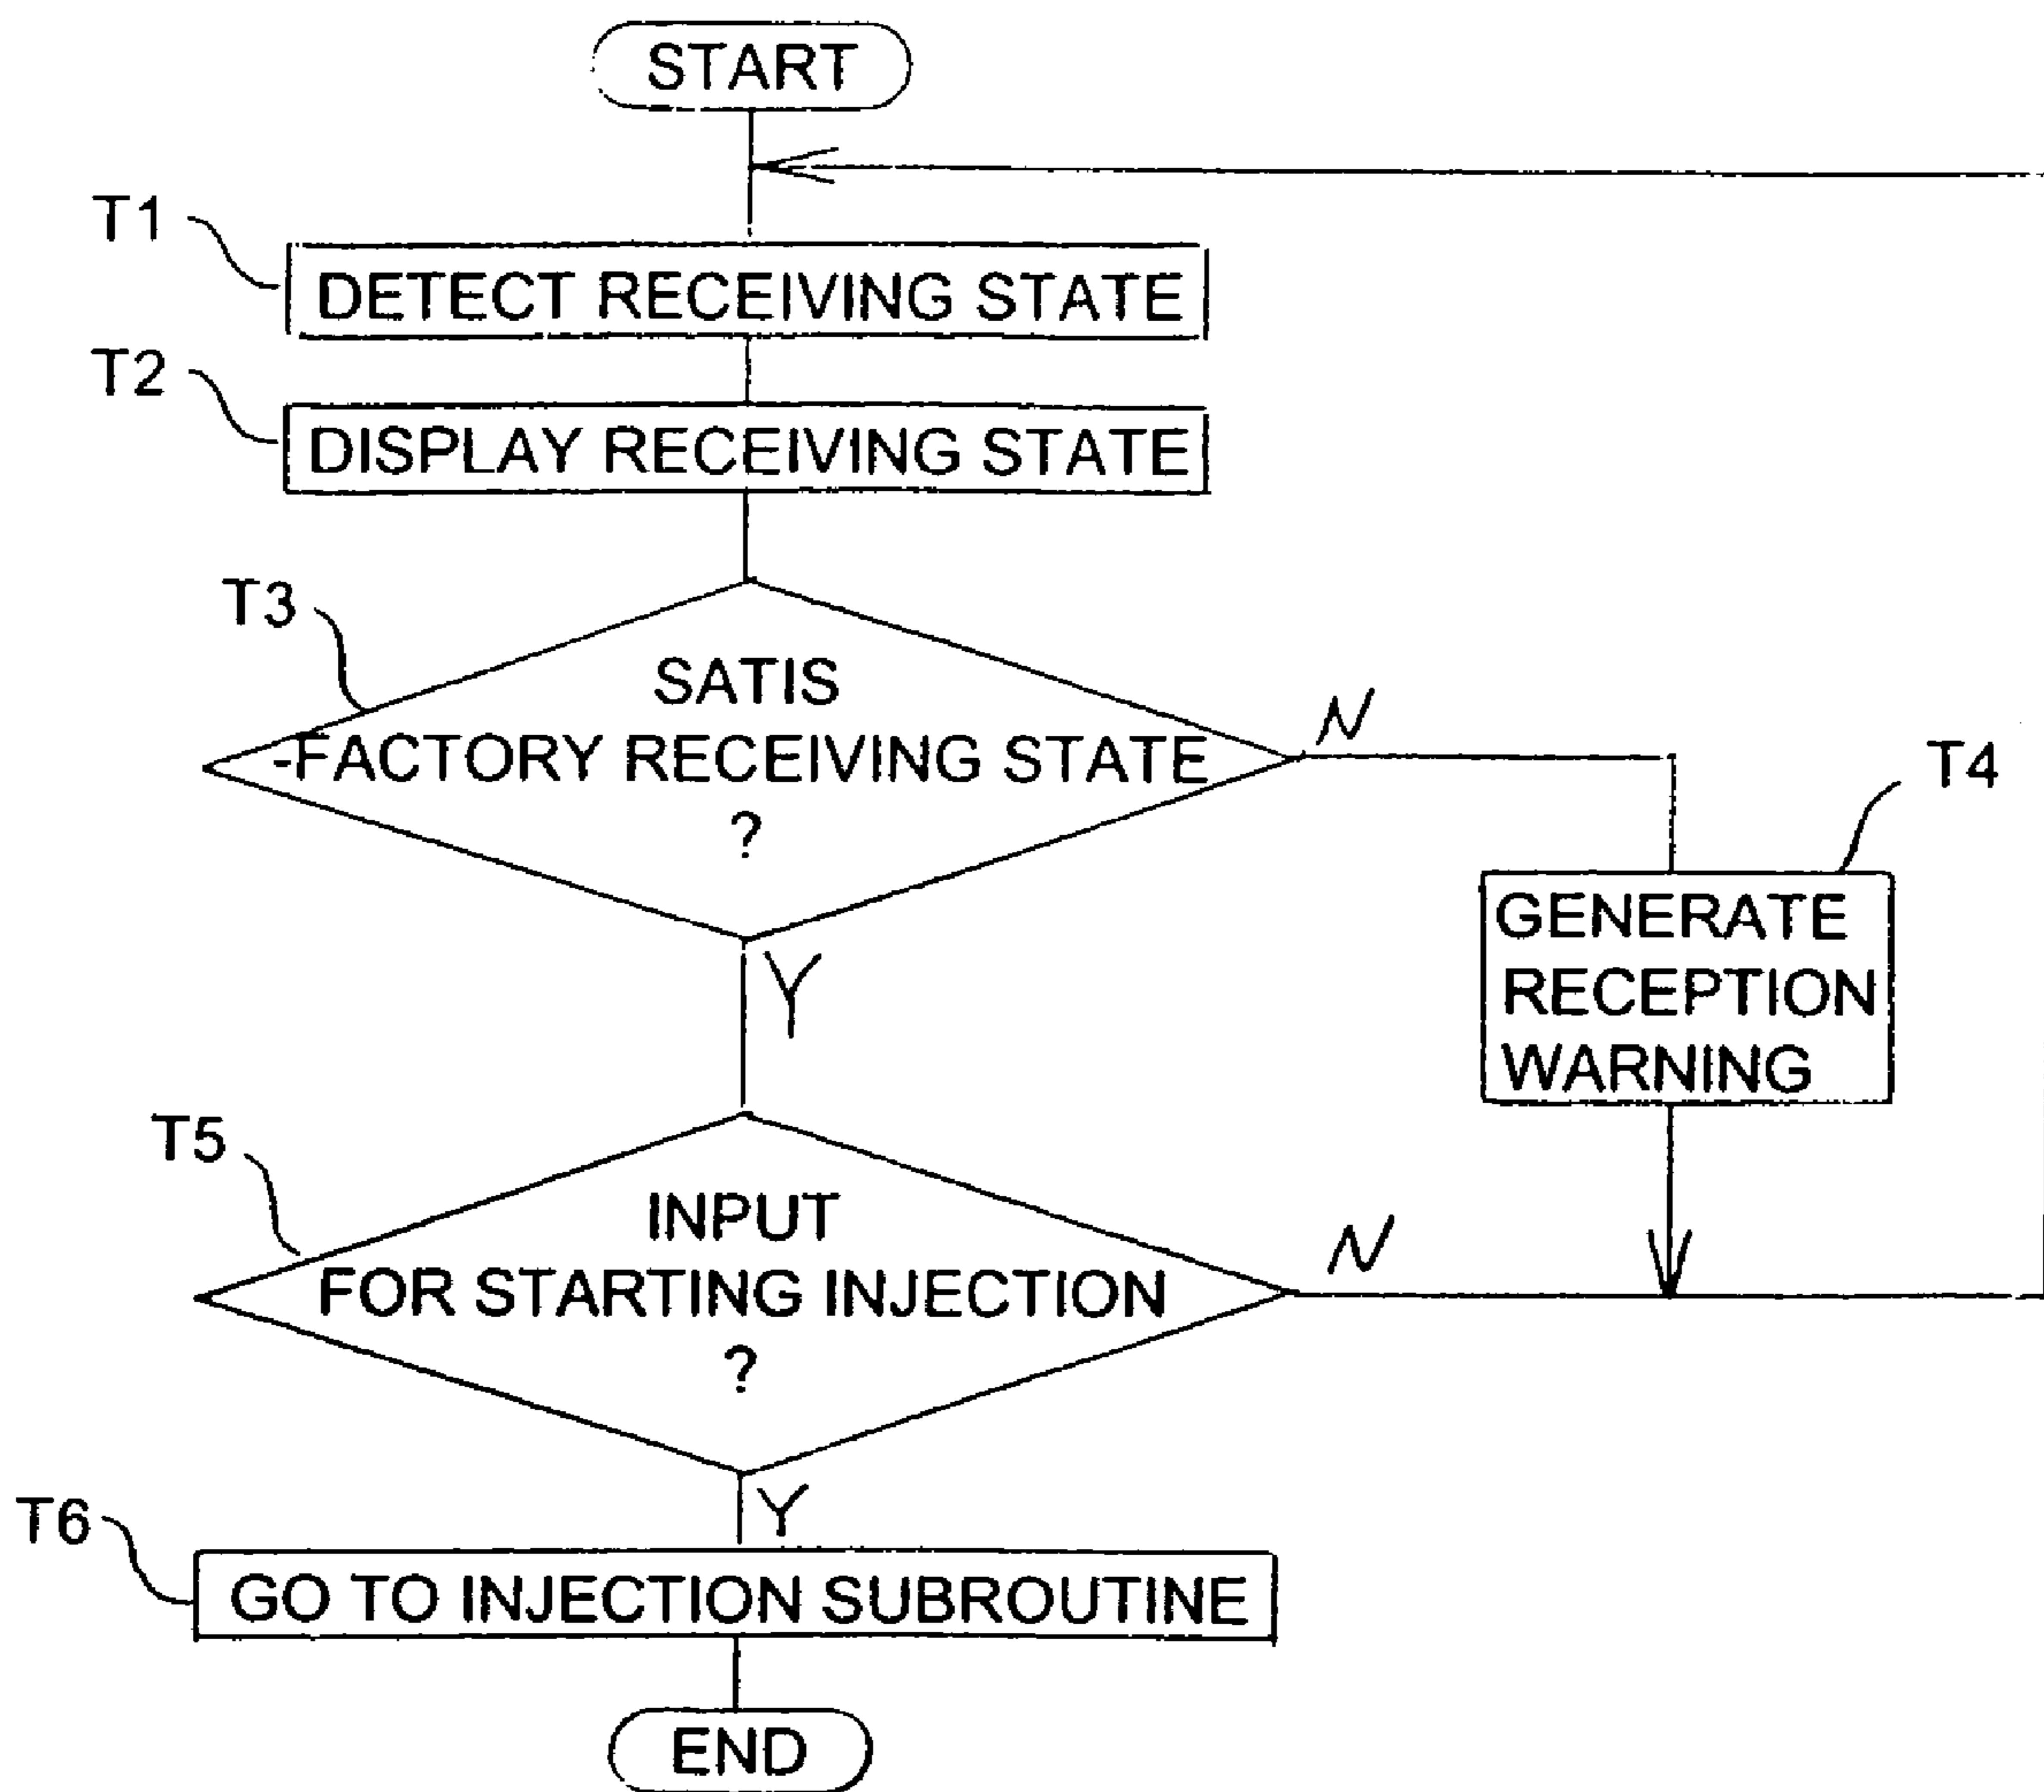 START
T1
DETECT RECEIVING STATE
T2
DISPLAY RECEIVING STATE
T3
SATIS
-FACTORY RECEIVING STATE
?
N
T4
GENERATE
RECEPTION
WARNING
Y
T5
INPUT
FOR STARTING INJECTION
?
N
Y
T6
GO TO INJECTION SUBROUTINE
END